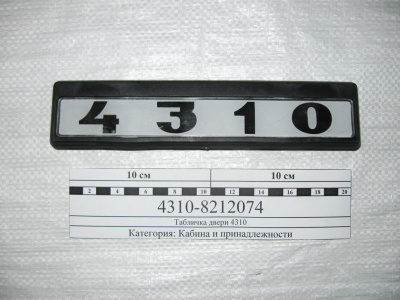 4310
10 см 10 см
2 4 6 8 10 12 14 16 18 20
4310-8212074
Табличка двери 4310
Категория: Кабина и принадлежности